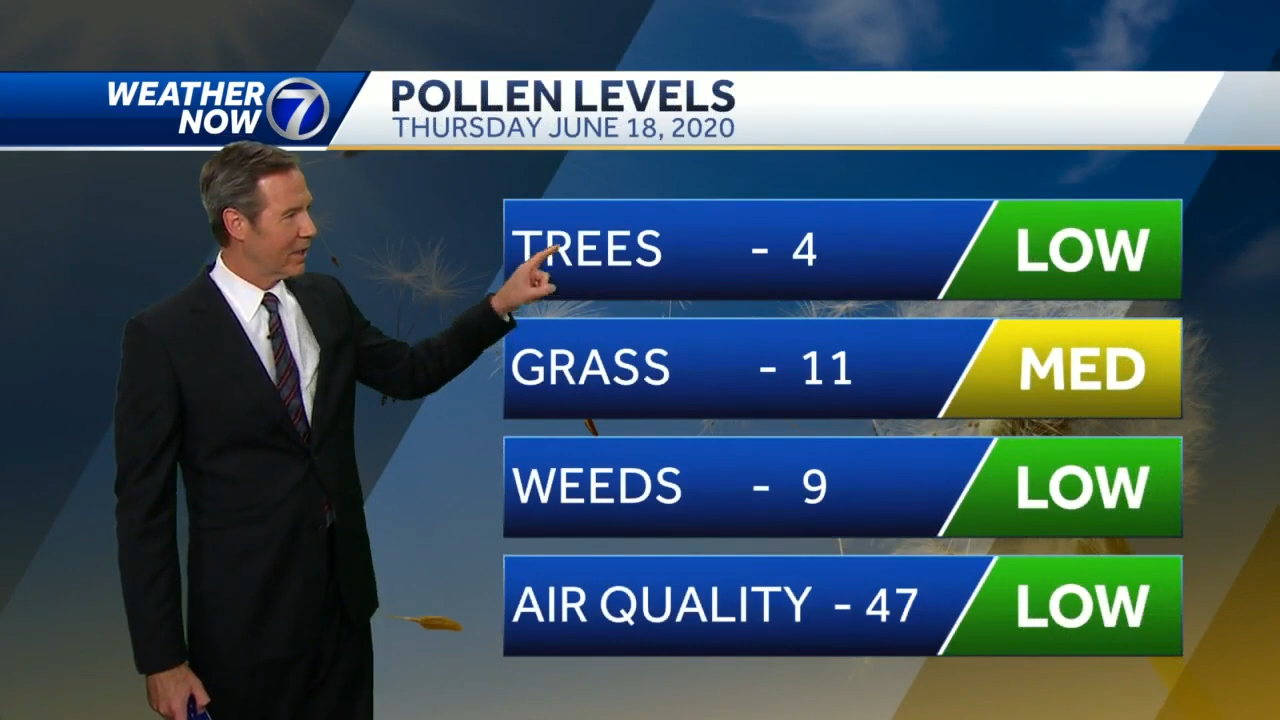 WEATHER
NOW 7
POLLEN LEVELS
THURSDAY JUNE 18, 2020
TREES - 4 LOW
GRASS - 11 MED
WEEDS - 9 LOW
AIR QUALITY - 47 LOW